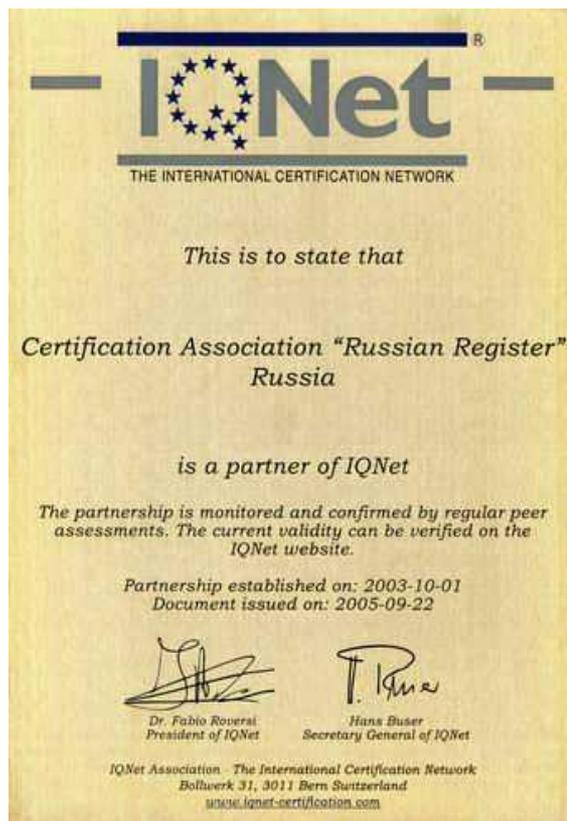 ®
IQNet
THE INTERNATIONAL CERTIFICATION NETWORK
This is to state that
Certification Association "Russian Register"
Russia
is a partner of IQNet
The partnership is monitored and confirmed by regular peer
assessments. The current validity can be verified on the
IQNet website.
Partnership established on: 2003-10-01
Document issued on: 2005-09-22
Dr. Fabio Roversi
President of IQNet
Hans Buser
Secretary General of IQNet
IQNet Association - The International Certification Network
Bollwerk 31, 3011 Bern Switzerland
www.iqnet-certification.com